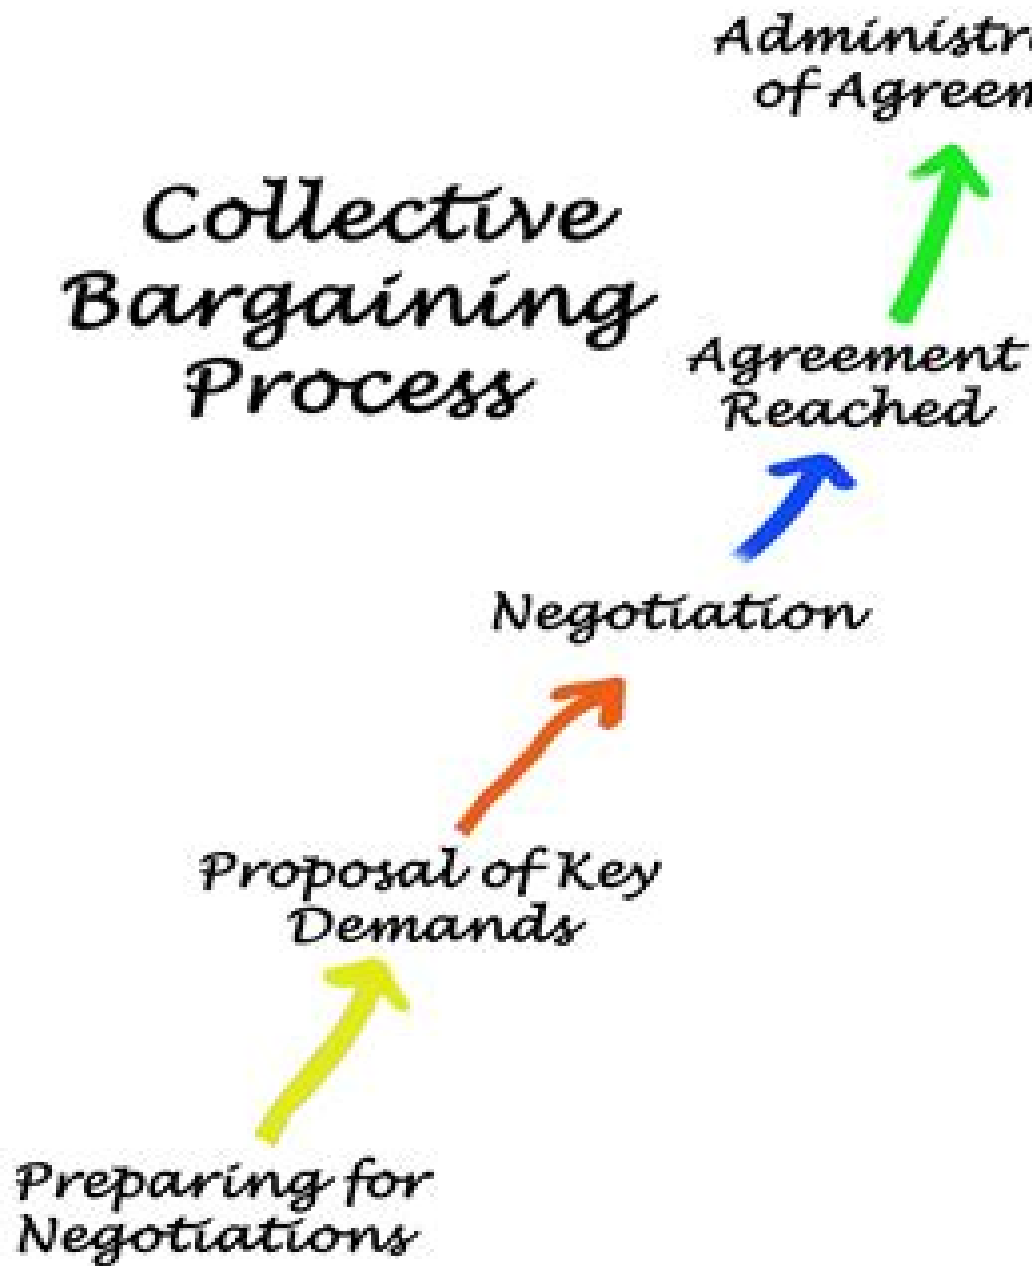 Administr
of Agreem
Collective
Bargaining
Process
Agreement
Reached
Negotiation
Proposal of Key
Demands
Preparing for
Negotiations